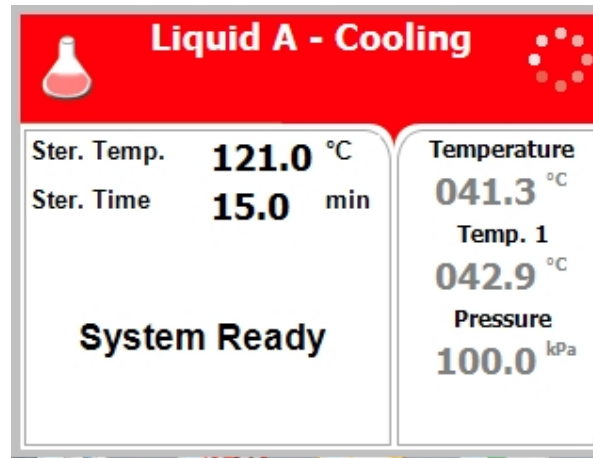 Liquid A - Cooling
Ster. Temp. 121.0 °C
Ster. Time 15.0 min
System Ready
Temperature
041.3 °C
Temp. 1
042.9 °C
Pressure
100.0 kPa